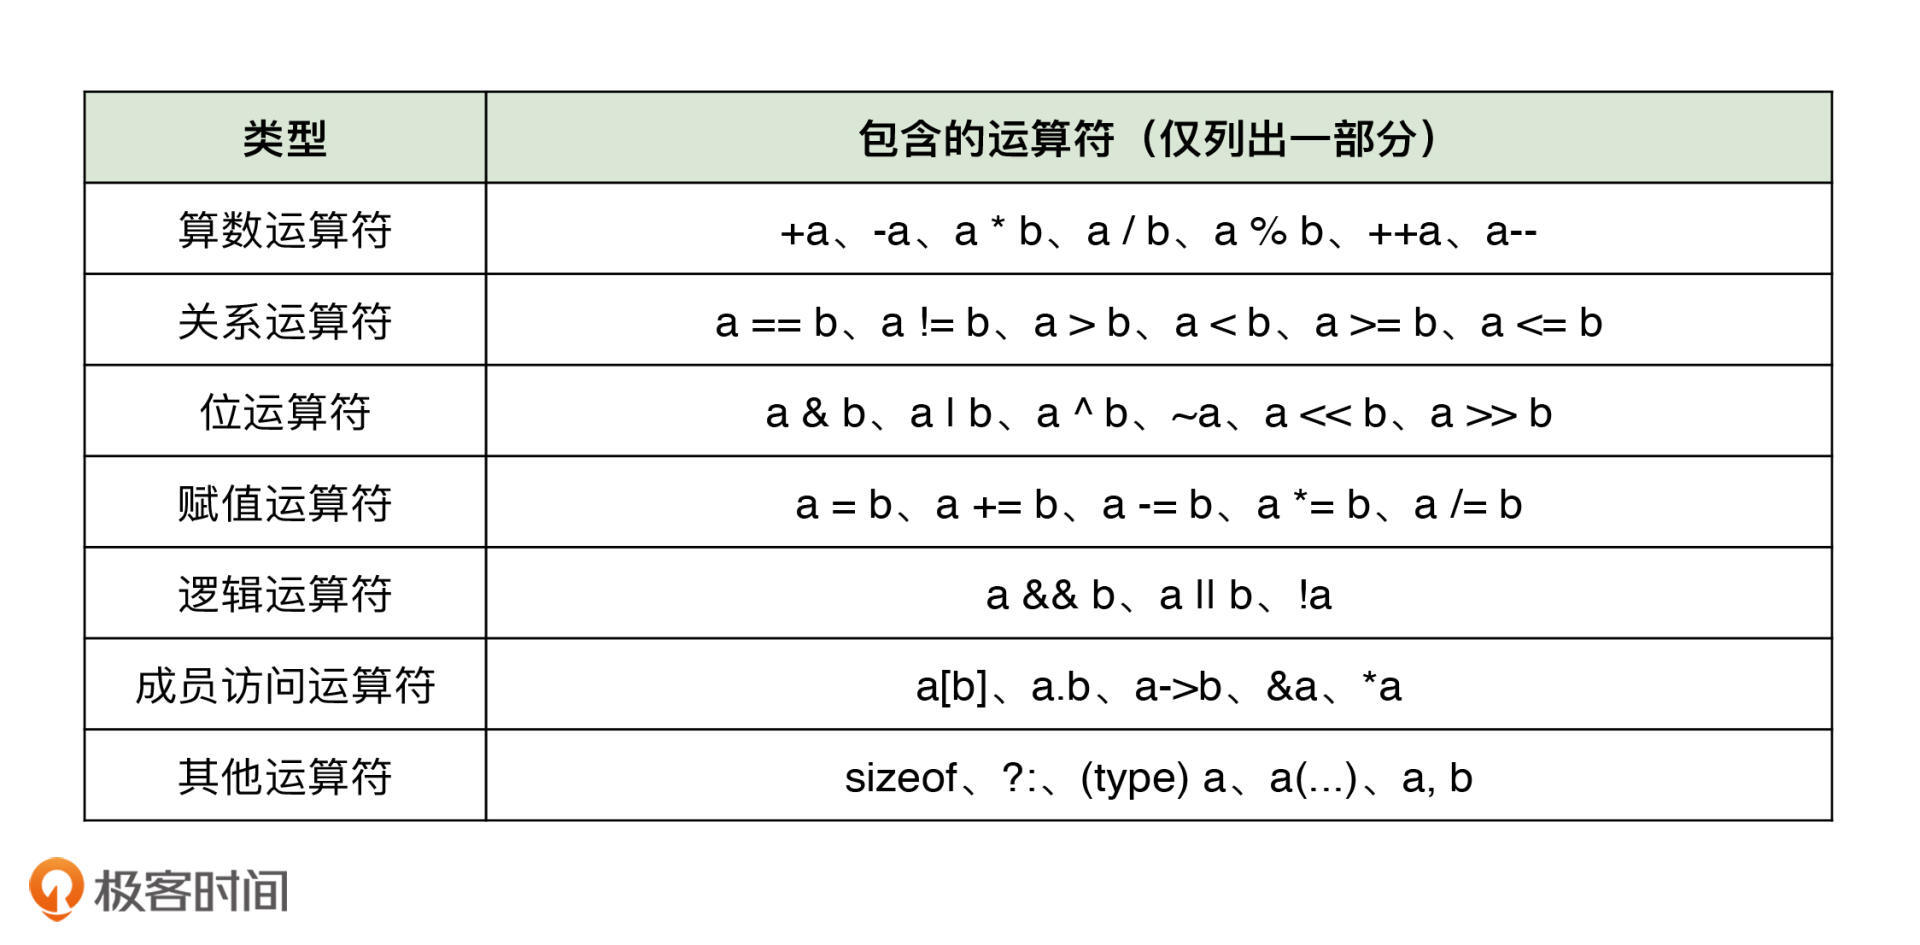 类型 包含的运算符（仅列出一部分）
算数运算符 +a、-a、a * b、a / b、a % b、++a、a--
关系运算符 a == b、a != b、a > b、a < b、a >= b、a <= b
位运算符 a & b、a | b、a ^ b、~a、a << b、a >> b
赋值运算符 a = b、a += b、a -= b、a *= b、a /= b
逻辑运算符 a && b、a || b、!a
成员访问运算符 a[b]、a.b、a->b、&a、*a
其他运算符 sizeof、?:、(type) a、a(...)、a, b
极客时间